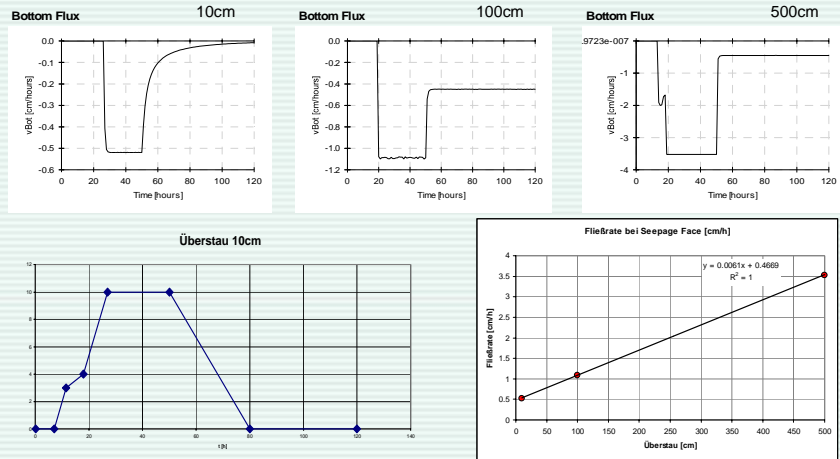 Bottom Flux 10cm
vBot [cm/hours]
0.0
-0.1
-0.2
-0.3
-0.4
-0.5
-0.6
0 20 40 60 80 100 120
Time [hours]
Bottom Flux 100cm
vBot [cm/hours]
0.0
-0.2
-0.4
-0.6
-0.8
-1.0
-1.2
0 20 40 60 80 100 120
Time [hours]
Bottom Flux 500cm
vBot [cm/hours]
.9723e-007
-1
-2
-3
-4
0 20 40 60 80 100 120
Time [hours]
Überstau 10cm
12
10
8
6
4
2
0
0 20 40 60 80 100 120 140
t [h]
Fließrate bei Seepage Face [cm/h]
y = 0.0061x + 0.4669
R² = 1
Fließrate [cm/h]
4
3.5
3
2.5
2
1.5
1
0.5
0
0 50 100 150 200 250 300 350 400 450 500
Überstau [cm]